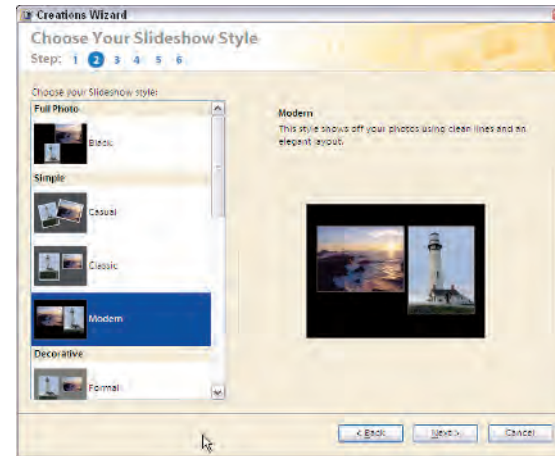 Creations Wizard
Choose Your Slideshow Style
Step: 1 2 3 4 5 6
Choose your Slideshow style:
Full Photo
Black
Simple
Casual
Classic
Modern
Decorative
Formal
Modern
This style shows off your photos using clean lines and an
elegant layout.
< Back
Next >
Cancel